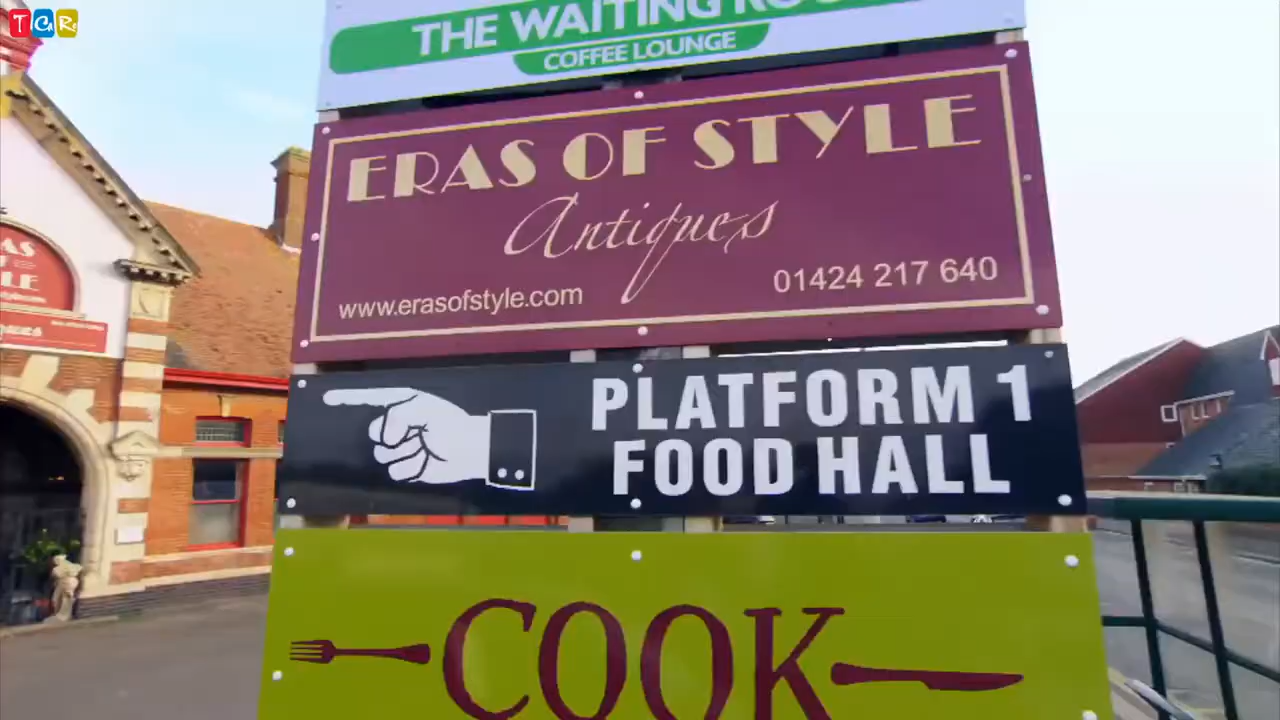 TGR
THE WAITING
COFFEE LOUNGE
ERAS OF STYLE
Antiques
www.erasofstyle.com
01424 217 640
PLATFORM 1
FOOD HALL
COOK